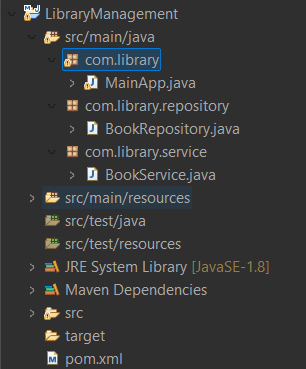 LibraryManagement
src/main/java
com.library
MainApp.java
com.library.repository
BookRepository.java
com.library.service
BookService.java
src/main/resources
src/test/java
src/test/resources
JRE System Library [JavaSE-1.8]
Maven Dependencies
src
target
pom.xml